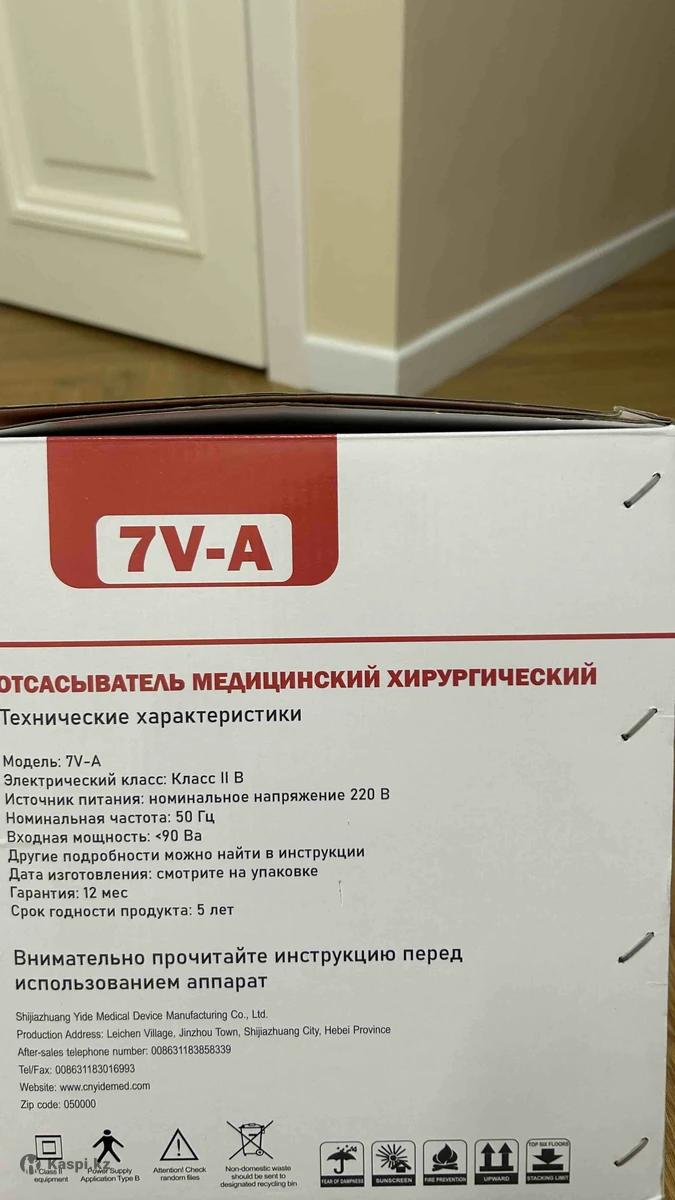 7V-A
ОТСАСЫВАТЕЛЬ МЕДИЦИНСКИЙ ХИРУРГИЧЕСКИЙ
Технические характеристики
Модель: 7V-A
Электрический класс: Класс II В
Источник питания: номинальное напряжение 220 В
Номинальная частота: 50 Гц
Входная мощность: <90 Ва
Другие подробности можно найти в инструкции
Дата изготовления: смотрите на упаковке
Гарантия: 12 мес
Срок годности продукта: 5 лет
Внимательно прочитайте инструкцию перед
использованием аппарат
Shijiazhuang Yide Medical Device Manufacturing Co., Ltd.
Production Address: Leichen Village, Jinzhou Town, Shijiazhuang City, Hebei Province
After-sales telephone number: 008631183858339
Tel/Fax: 008631183016993
Website: www.cnyidemed.com
Zip code: 050000
Class II
equipment
Power Supply
Application Type B
Attention! Check
random files
Non-domestic waste
should be sent to
designated recycling bin
FEAR OF DAMPNESS
SUNSCREEN
FIRE PREVENTION
UPWARD
TOP SIX FLOORS
STACKING LIMIT
Kaspi.kz